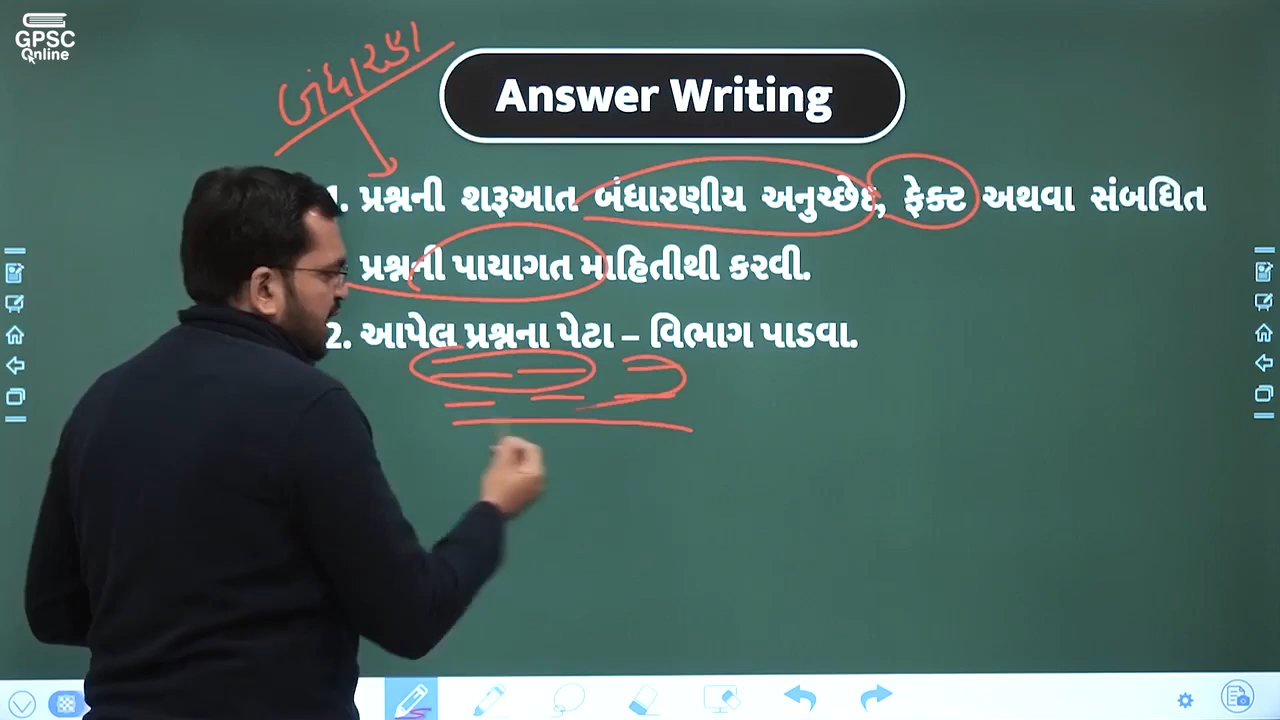 GPSC
Online
Answer Writing
1. પ્રશ્નની શરૂઆત બંધારણીય અનુચ્છેદ, ફેક્ટ અથવા સંબધિત
પ્રશ્નની પાયાગત માહિતીથી કરવી.
2. આપેલ પ્રશ્નના પેટા – વિભાગ પાડવા.